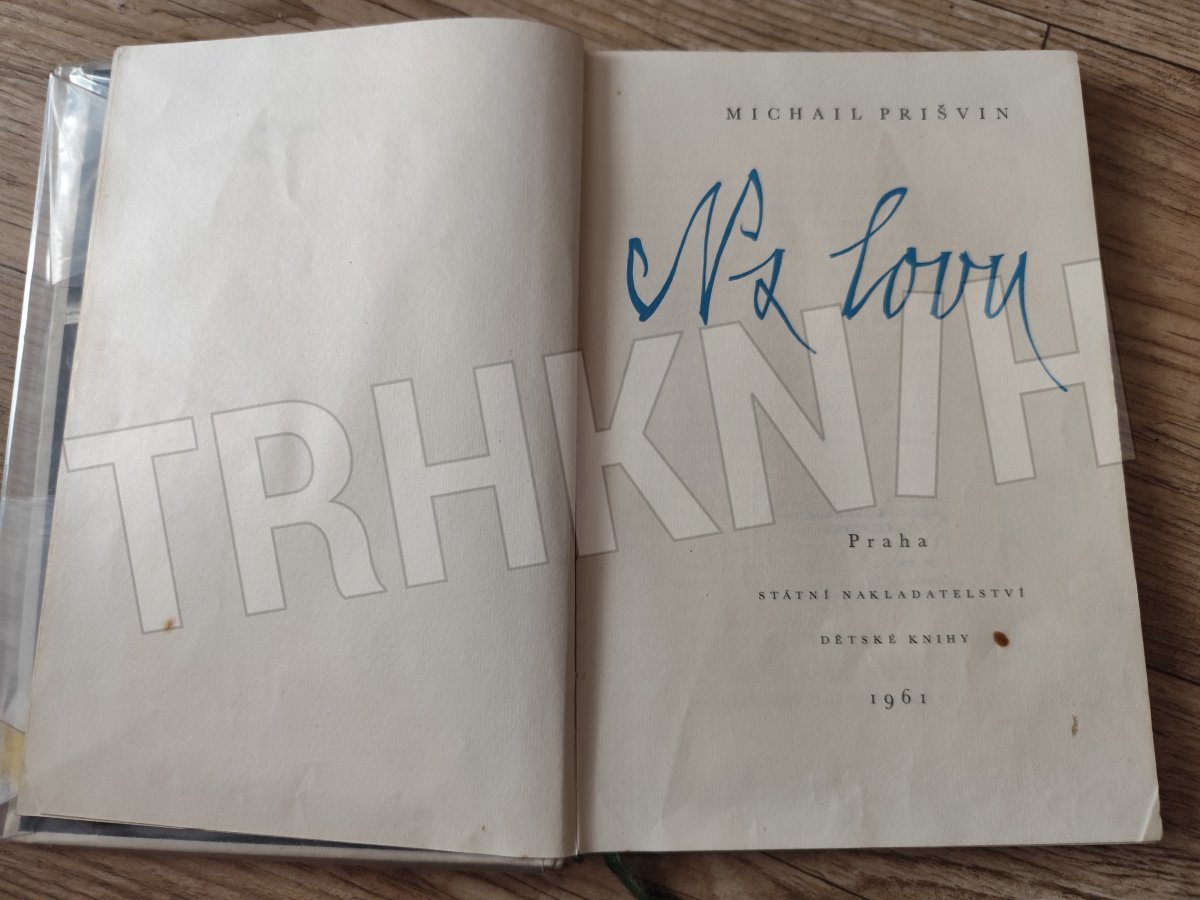 MICHAIL PRIŠVIN
Na lovu
TRHKNIH
Praha
STÁTNÍ NAKLADATELSTVÍ
DĚTSKÉ KNIHY
1961